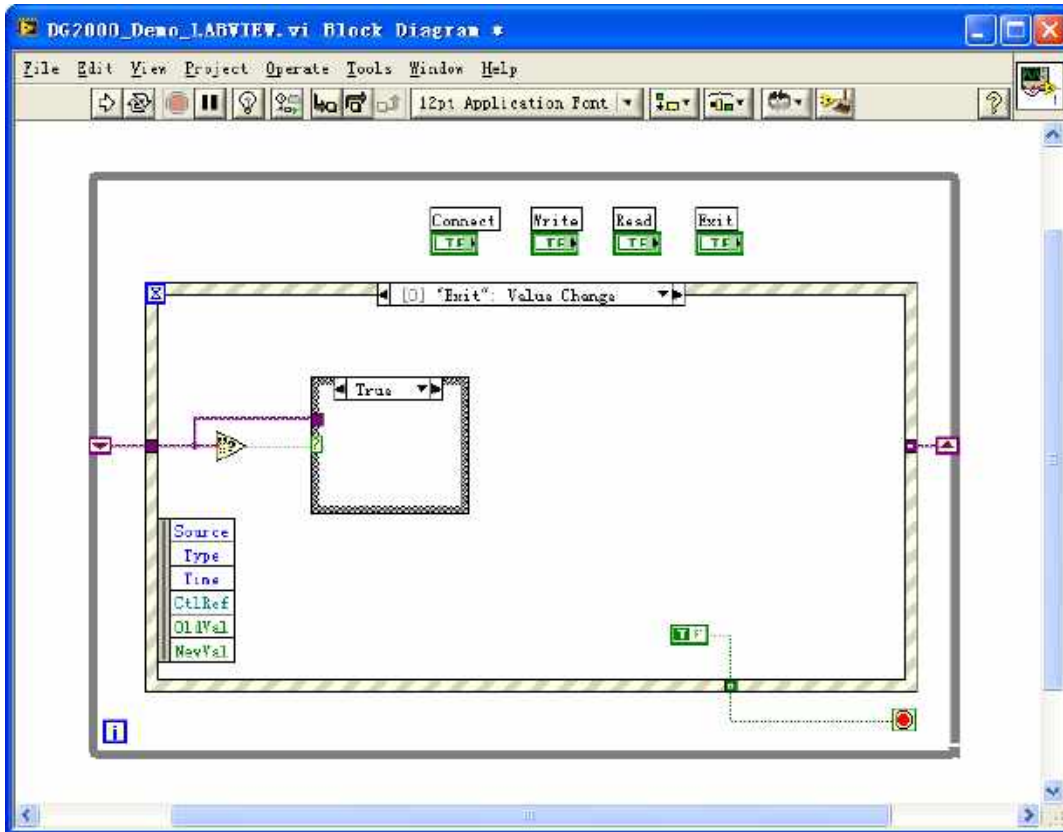 DG2000_Demo_LABVIEW.vi Block Diagram *
File Edit View Project Operate Tools Window Help
12pt Application Font
?
Connect Write Read Exit
TF TF TF TF
[0] "Exit": Value Change
True
?
?
Source
Type
Time
CtlRef
OldVal
NewVal
T F
i